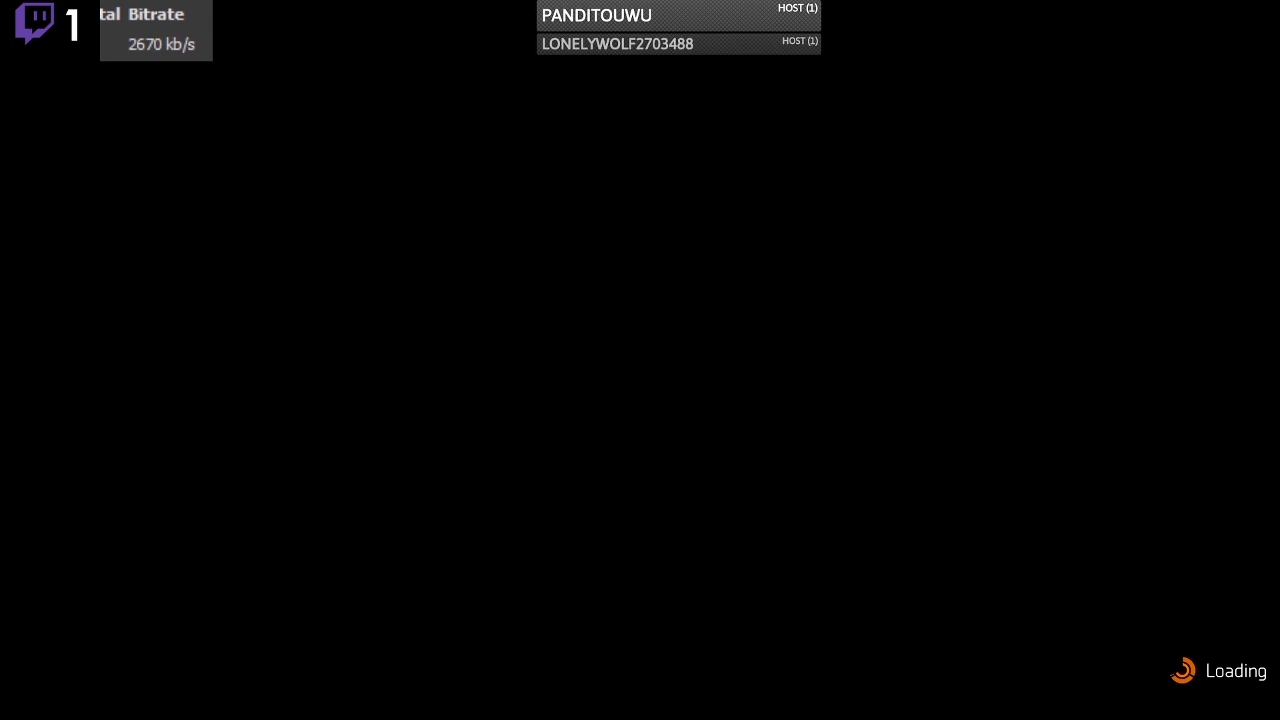 1
tal Bitrate
2670 kb/s
PANDITOUWU HOST (1)
LONELYWOLF2703488 HOST (1)
Loading